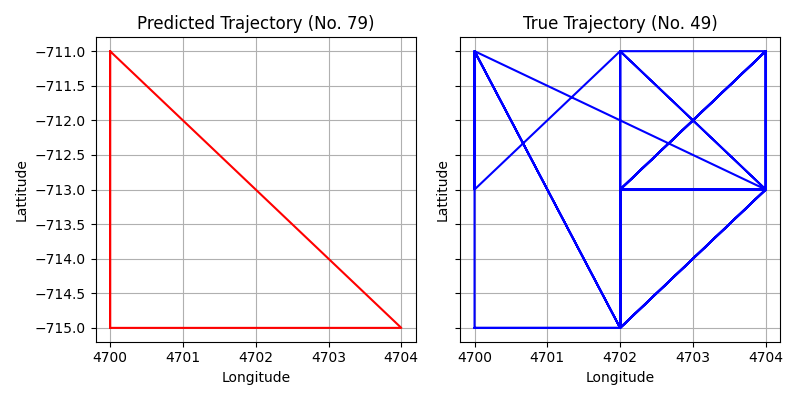 Predicted Trajectory (No. 79)
−711.0
−711.5
−712.0
−712.5
−713.0
−713.5
−714.0
−714.5
−715.0
Lattitude
4700 4701 4702 4703 4704
Longitude
True Trajectory (No. 49)
Lattitude
4700 4701 4702 4703 4704
Longitude